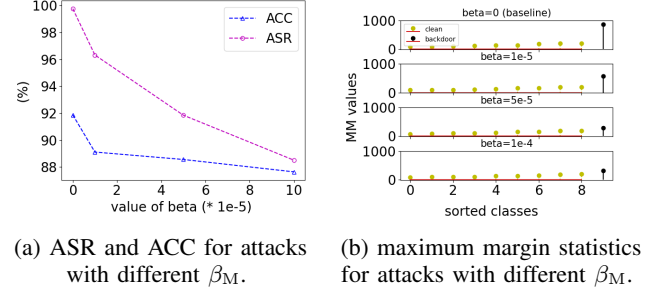 100
98
96
94
92
90
88
(%)
ACC
ASR
0 2 4 6 8 10
value of beta (* 1e-5)
beta=0 (baseline)
1000
0
clean
backdoor
beta=1e-5
1000
0
beta=5e-5
1000
0
beta=1e-4
1000
0
MM values
0 2 4 6 8
sorted classes
(a) ASR and ACC for attacks
with different βM.
(b) maximum margin statistics
for attacks with different βM.